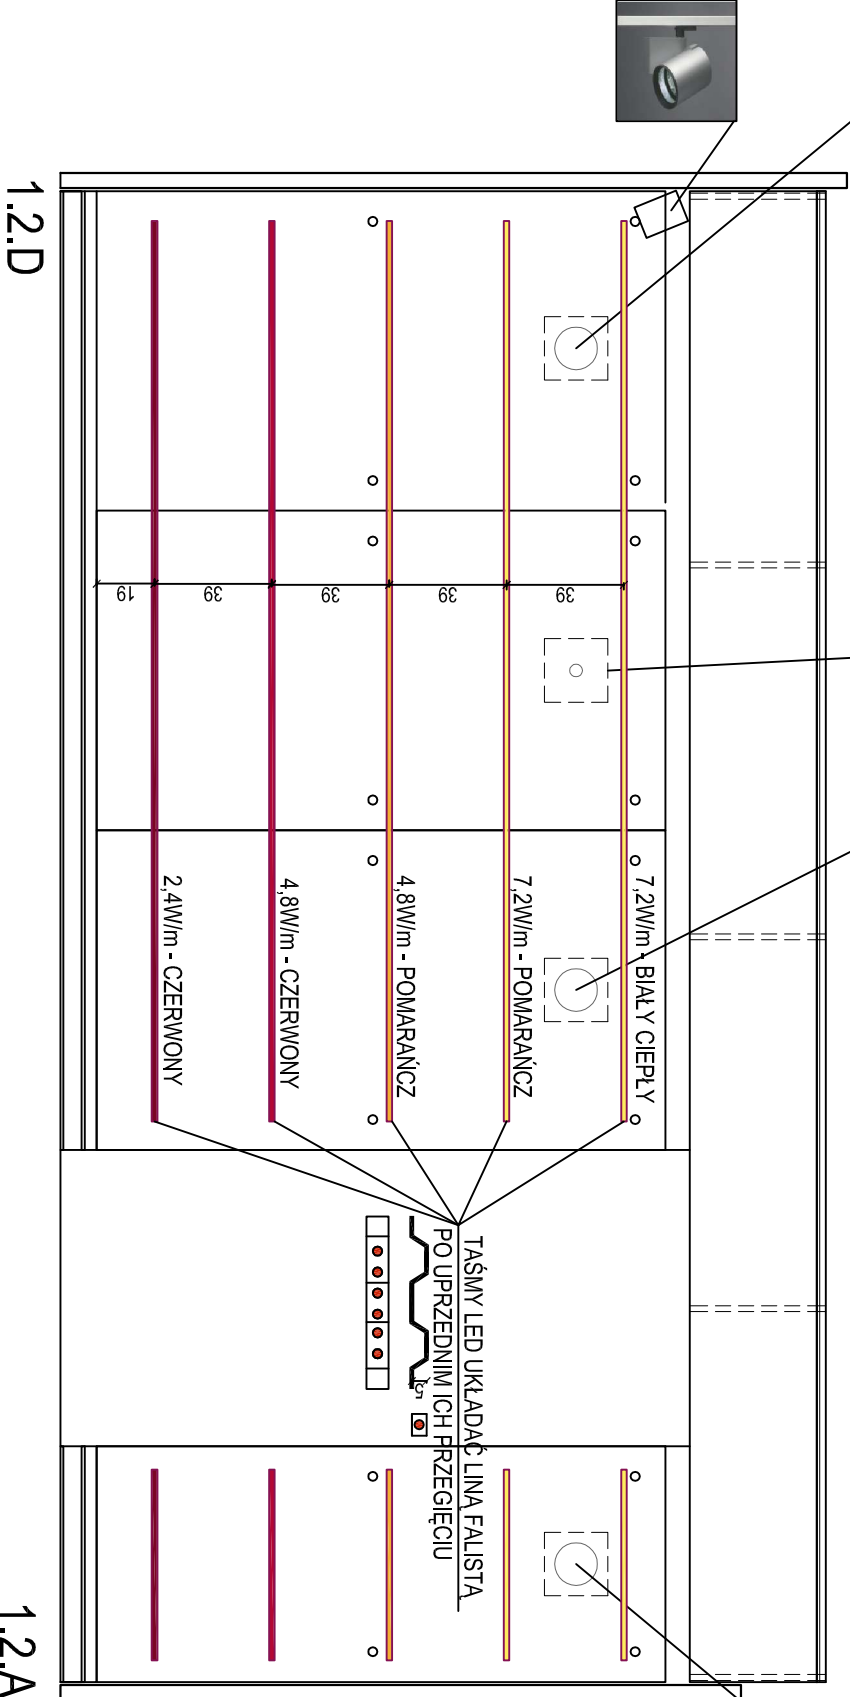 1.2.D
7,2W/m - BIAŁY CIEPŁY
7,2W/m - POMARAŃCZ
4,8W/m - POMARAŃCZ
4,8W/m - CZERWONY
2,4W/m - CZERWONY
39
39
39
39
19
TAŚMY LED UKŁADAĆ LINĄ FALISTĄ
PO UPRZEDNIM ICH PRZEGIĘCIU
1.2.A